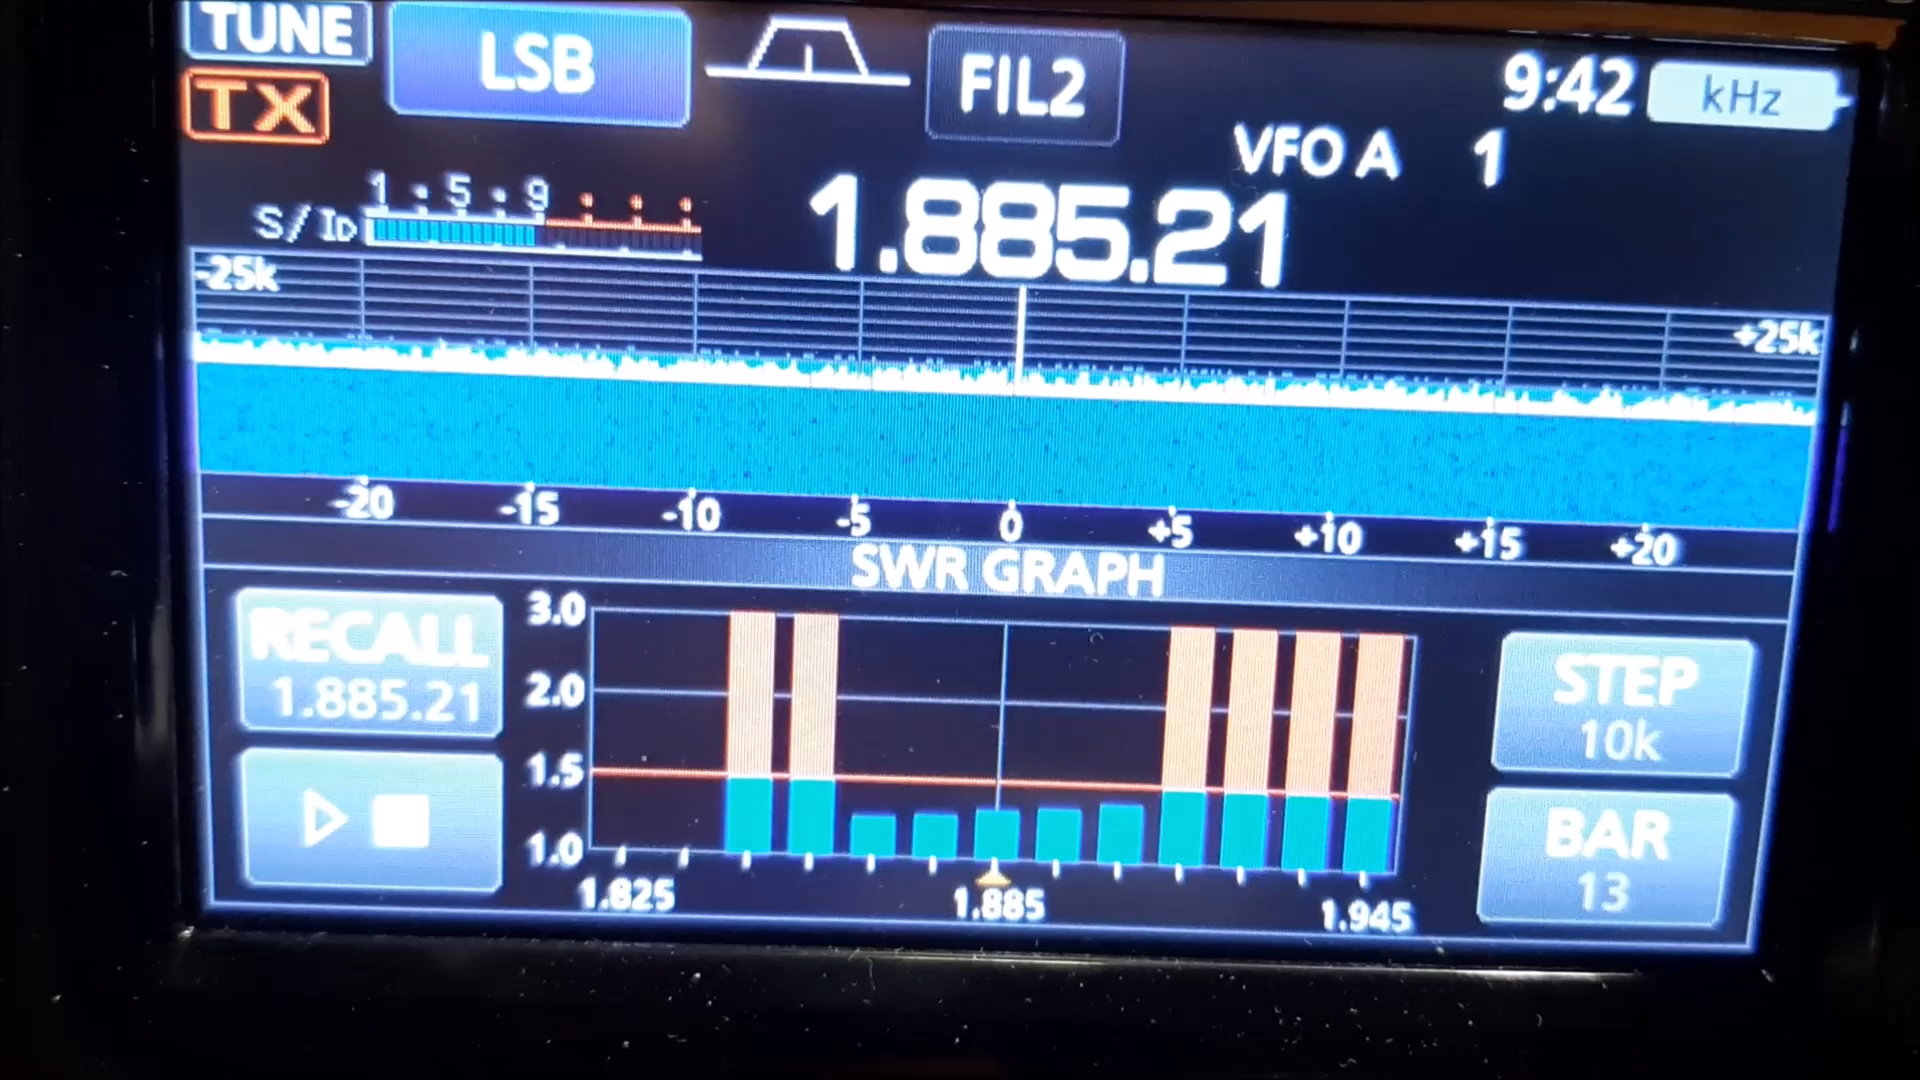 TUNE LSB FIL2 9:42 kHz
TX
VFO A 1
1 5 9
S/ID
1.885.21
-25k
+25k
-20 -15 -10 -5 0 +5 +10 +15 +20
SWR GRAPH
RECALL
1.885.21
3.0
2.0
1.5
1.0
1.825 1.885 1.945
STEP
10k
BAR
13